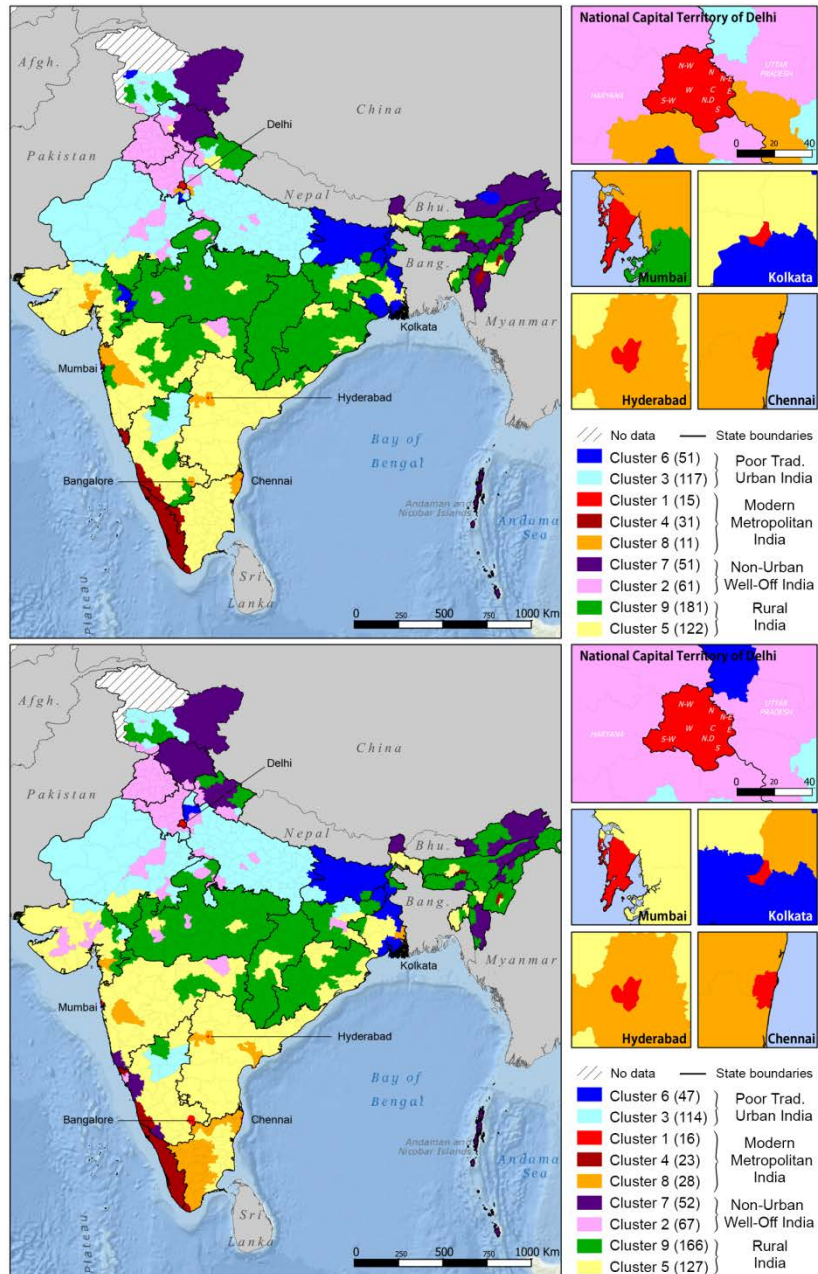 Afgh.
China
Delhi
Pakistan
Nepal
Bhu.
Bang.
Kolkata
Myanmar
Mumbai
Hyderabad
Bay of
Bengal
Bangalore
Chennai
Andaman and
Nicobar Islands
Andama
Sea
Sri
Lanka
Plateau
0 250 500 750 1000 Km
National Capital Territory of Delhi
N-W
N
N-E
UTTAR
PRADESH
HARYANA
W
C
E
S-W
N.D
S
0 20 40
Mumbai
Kolkata
Hyderabad
Chennai
No data
State boundaries
Cluster 6 (51)
Cluster 3 (117)
Poor Trad.
Urban India
Cluster 1 (15)
Cluster 4 (31)
Cluster 8 (11)
Modern
Metropolitan
India
Cluster 7 (51)
Cluster 2 (61)
Non-Urban
Well-Off India
Cluster 9 (181)
Cluster 5 (122)
Rural
India
Afgh.
China
Delhi
Pakistan
Nepal
Bhu.
Bang.
Kolkata
Myanmar
Mumbai
Hyderabad
Bay of
Bengal
Bangalore
Chennai
Andaman and
Nicobar Islands
Andama
Sea
Sri
Lanka
Plateau
0 250 500 750 1000 Km
National Capital Territory of Delhi
N-W
N
N-E
UTTAR
PRADESH
HARYANA
W
C
E
S-W
N.D
S
0 20 40
Mumbai
Kolkata
Hyderabad
Chennai
No data
State boundaries
Cluster 6 (47)
Cluster 3 (114)
Poor Trad.
Urban India
Cluster 1 (16)
Cluster 4 (23)
Cluster 8 (28)
Modern
Metropolitan
India
Cluster 7 (52)
Cluster 2 (67)
Non-Urban
Well-Off India
Cluster 9 (166)
Cluster 5 (127)
Rural
India